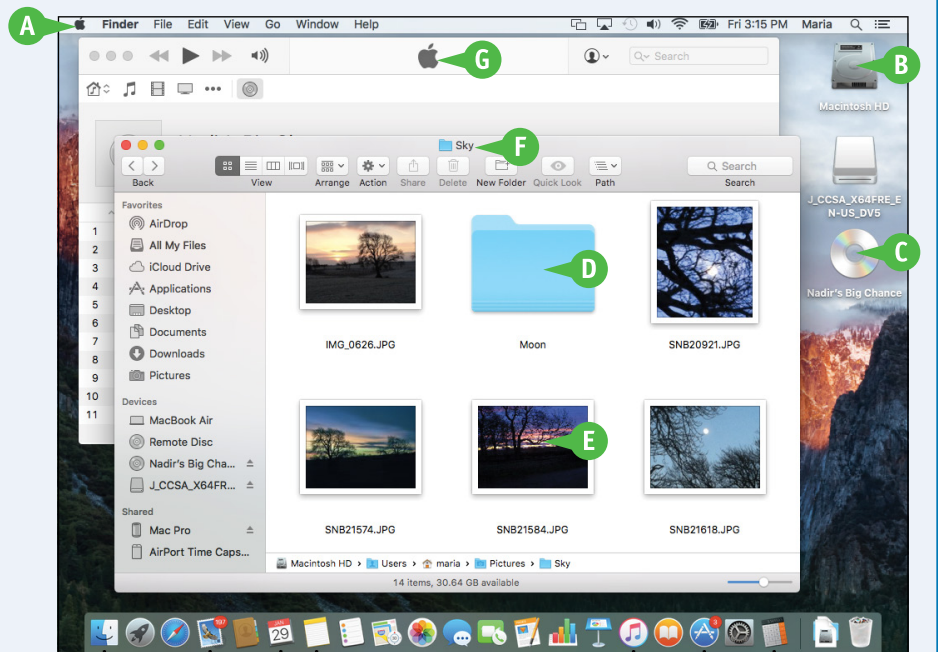 A
Finder File Edit View Go Window Help
Fri 3:15 PM Maria
G
Search
B
Macintosh HD
Sky
F
Back
View
Arrange
Action
Share
Delete
New Folder
Quick Look
Path
Search
Search
J_CCSA_X64FRE_E
N-US_DV5
C
Nadir's Big Chance
Favorites
AirDrop
All My Files
iCloud Drive
Applications
Desktop
Documents
Downloads
Pictures
Devices
MacBook Air
Remote Disc
Nadir's Big Cha...
J_CCSA_X64FR...
Shared
Mac Pro
AirPort Time Caps...
1
2
3
4
5
6
7
8
9
10
11
D
IMG_0626.JPG
Moon
SNB20921.JPG
E
SNB21574.JPG
SNB21584.JPG
SNB21618.JPG
Macintosh HD > Users > maria > Pictures > Sky
14 items, 30.64 GB available
197
JAN
29
3